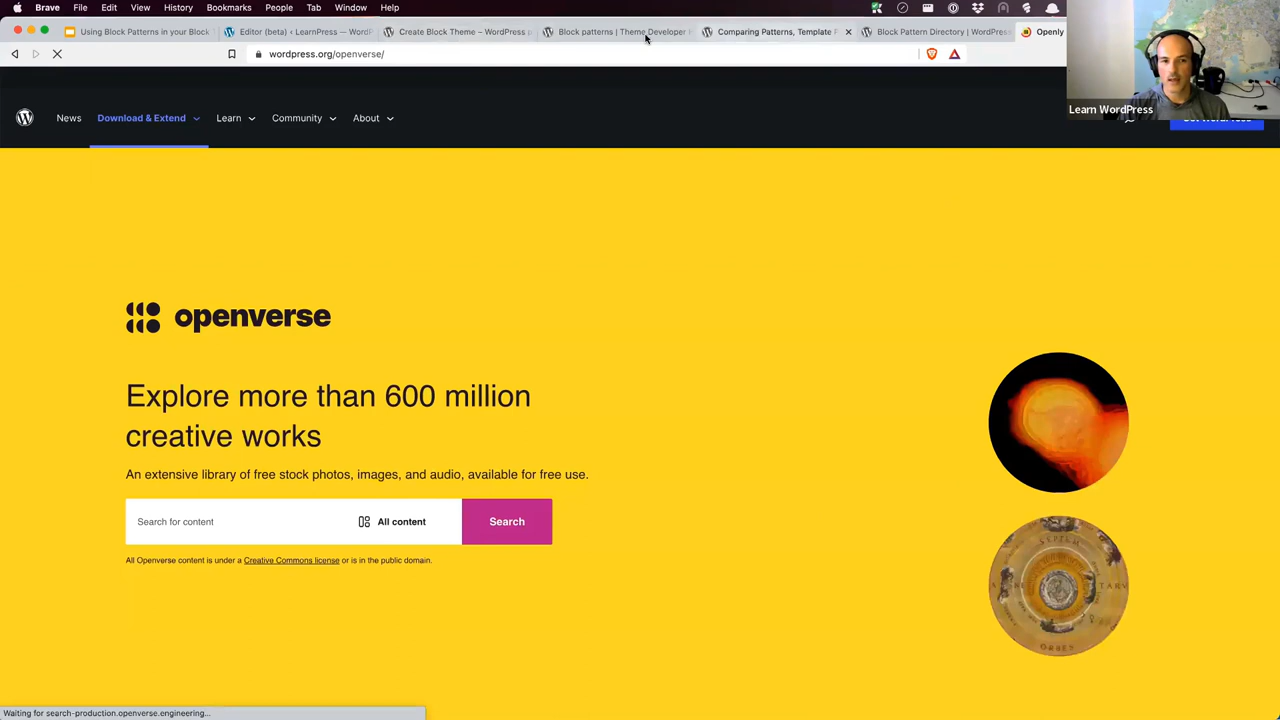 Brave File Edit View History Bookmarks People Tab Window Help
Using Block Patterns in your Block T Editor (beta) ‹ LearnPress — WordP Create Block Theme – WordPress p Block patterns | Theme Developer Comparing Patterns, Template P Block Pattern Directory | WordPress Openly
wordpress.org/openverse/
Learn WordPress
News Download & Extend Learn Community About
openverse
Explore more than 600 million
creative works
An extensive library of free stock photos, images, and audio, available for free use.
Search for content All content Search
All Openverse content is under a Creative Commons license or is in the public domain.
SEPTEM
ORBES
Waiting for search-production.openverse.engineering...